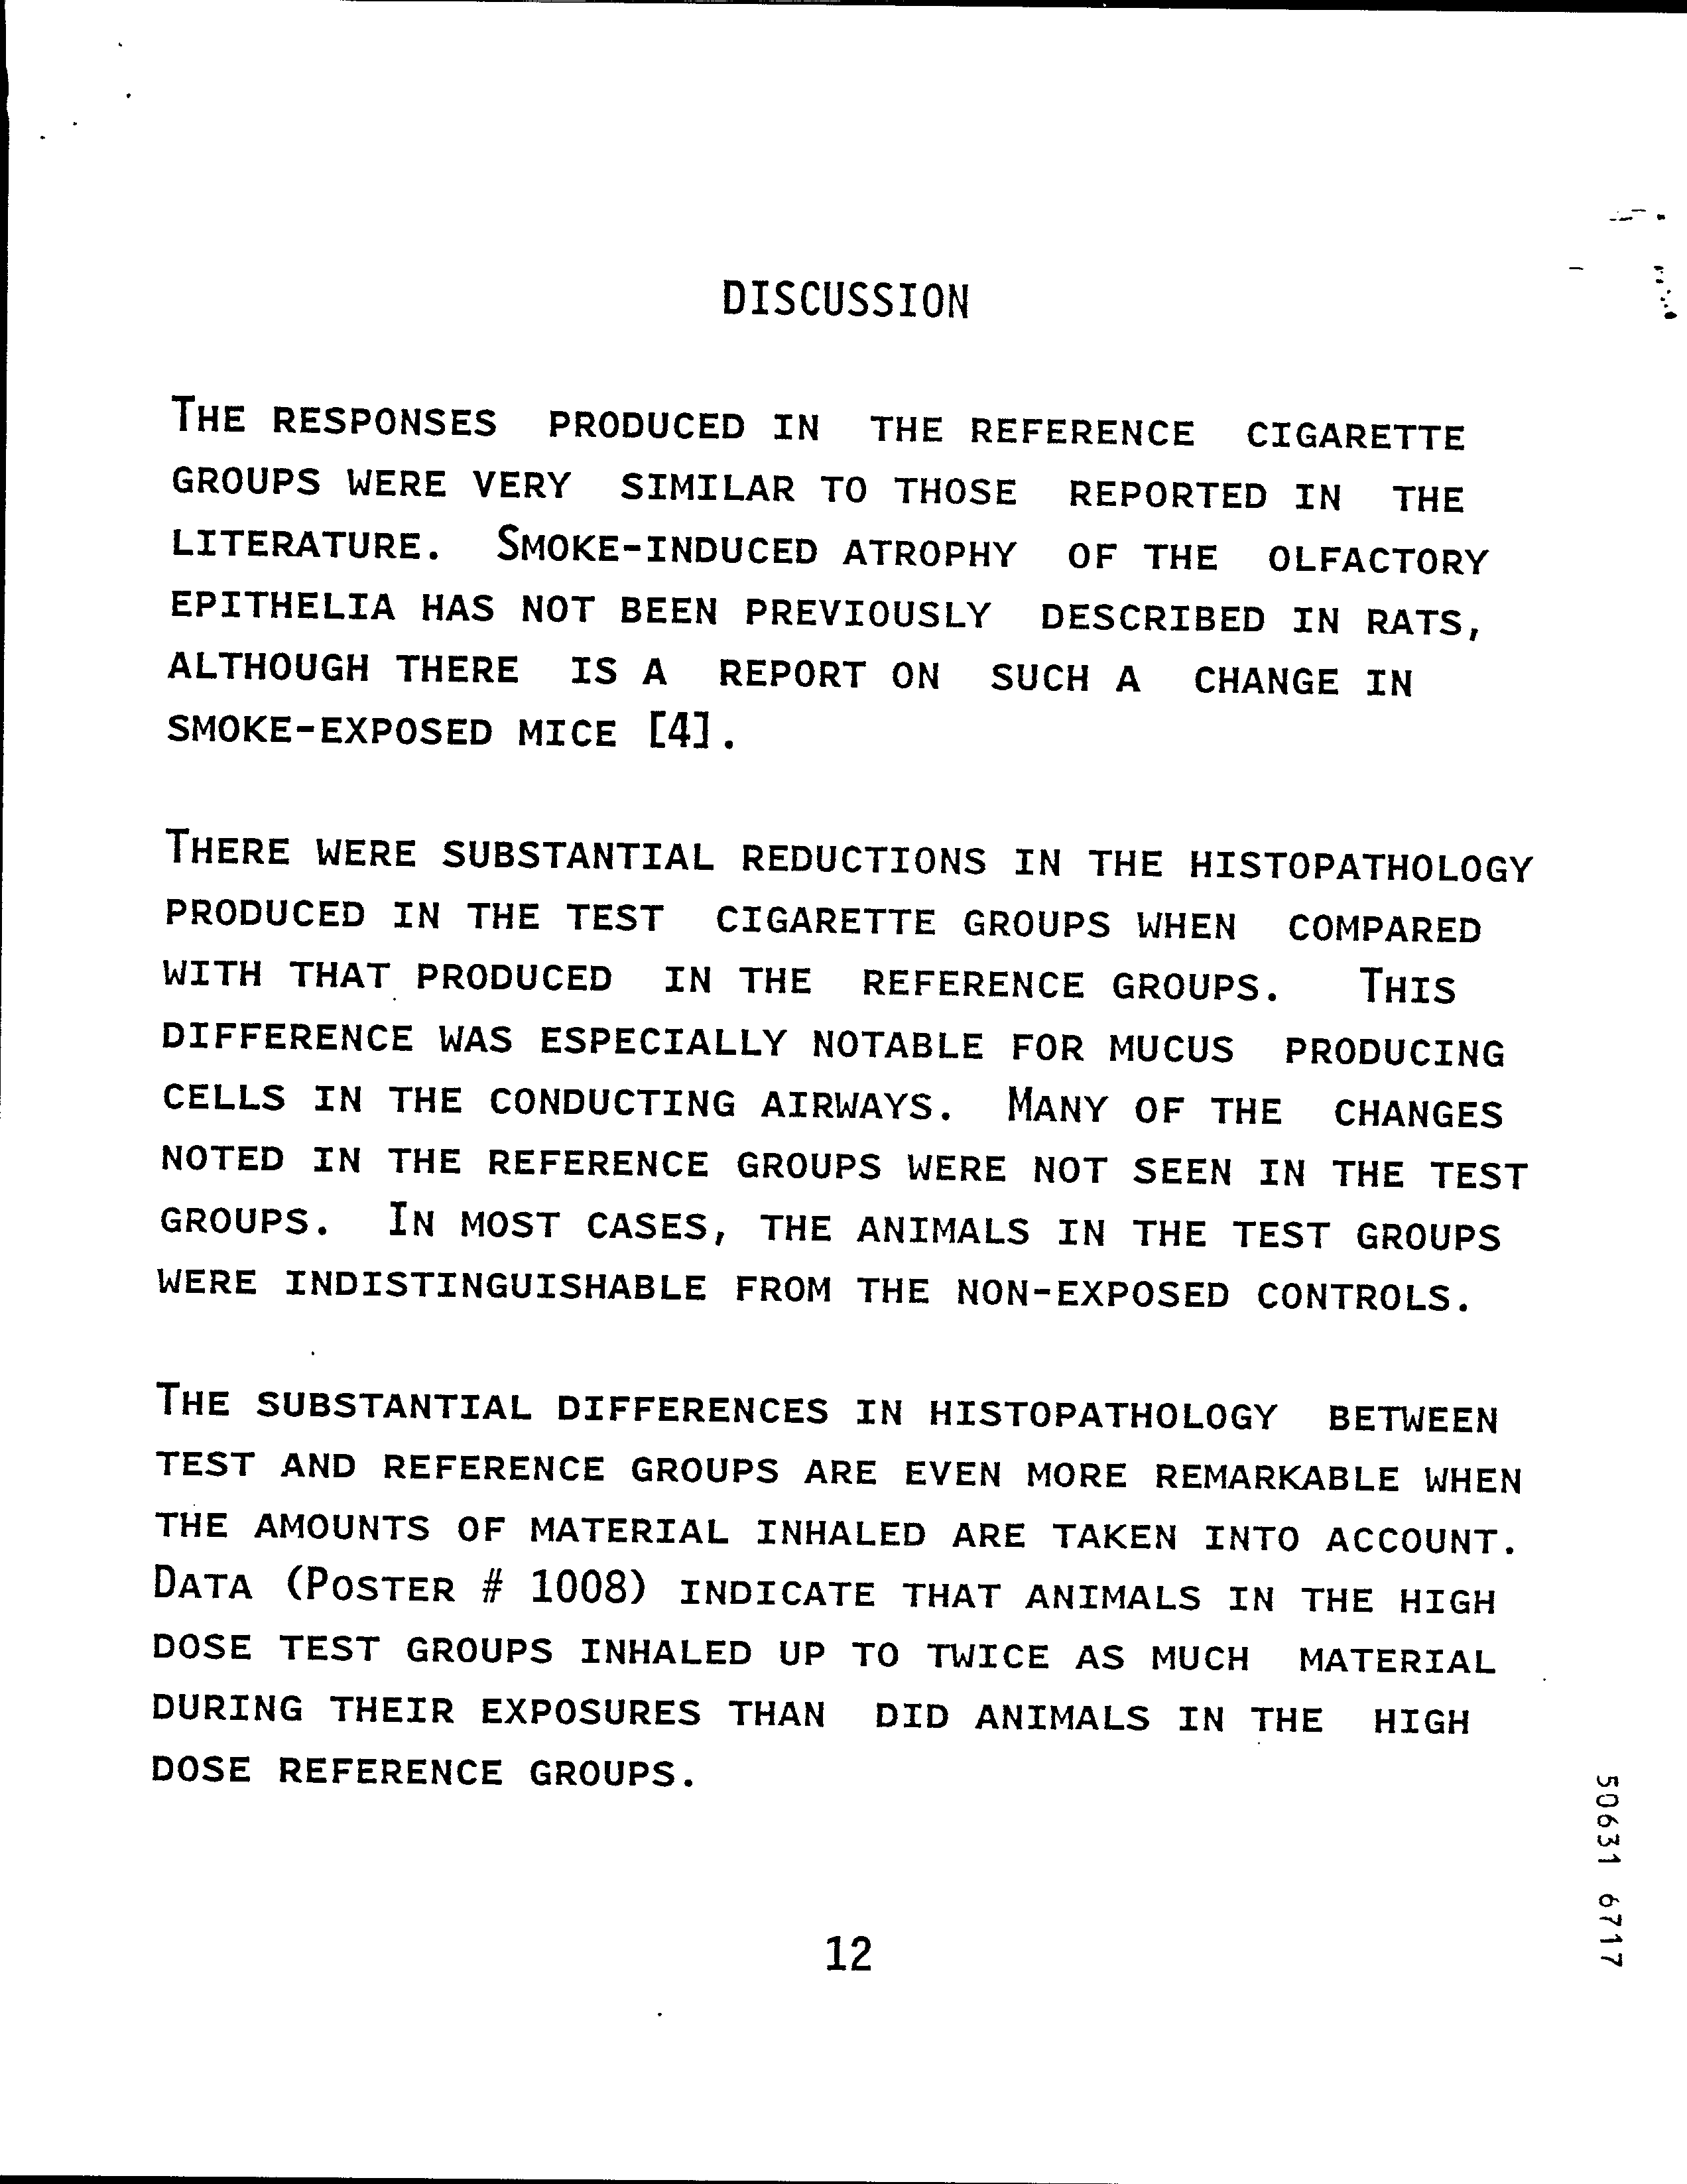 DISCUSSION
THE RESPONSES PRODUCED IN THE REFERENCE CIGARETTE
GROUPS WERE VERY SIMILAR TO THOSE REPORTED IN THE
LITERATURE. SMOKE-INDUCED ATROPHY OF THE OLFACTORY
EPITHELIA HAS NOT BEEN PREVIOUSLY DESCRIBED IN RATS,
ALTHOUGH THERE IS A REPORT ON SUCH A CHANGE IN
SMOKE-EXPOSED MICE [4].
THERE WERE SUBSTANTIAL REDUCTIONS IN THE HISTOPATHOLOGY
PRODUCED IN THE TEST CIGARETTE GROUPS WHEN COMPARED
WITH THAT PRODUCED IN THE REFERENCE GROUPS. THIS
DIFFERENCE WAS ESPECIALLY NOTABLE FOR MUCUS PRODUCING
CELLS IN THE CONDUCTING AIRWAYS. MANY OF THE CHANGES
NOTED IN THE REFERENCE GROUPS WERE NOT SEEN IN THE TEST
GROUPS. IN MOST CASES, THE ANIMALS IN THE TEST GROUPS
WERE INDISTINGUISHABLE FROM THE NON-EXPOSED CONTROLS.
THE SUBSTANTIAL DIFFERENCES IN HISTOPATHOLOGY BETWEEN
TEST AND REFERENCE GROUPS ARE EVEN MORE REMARKABLE WHEN
THE AMOUNTS OF MATERIAL INHALED ARE TAKEN INTO ACCOUNT.
DATA (POSTER # 1008) INDICATE THAT ANIMALS IN THE HIGH
DOSE TEST GROUPS INHALED UP TO TWICE AS MUCH MATERIAL
DURING THEIR EXPOSURES THAN DID ANIMALS IN THE HIGH
DOSE REFERENCE GROUPS.
12
50631 6717